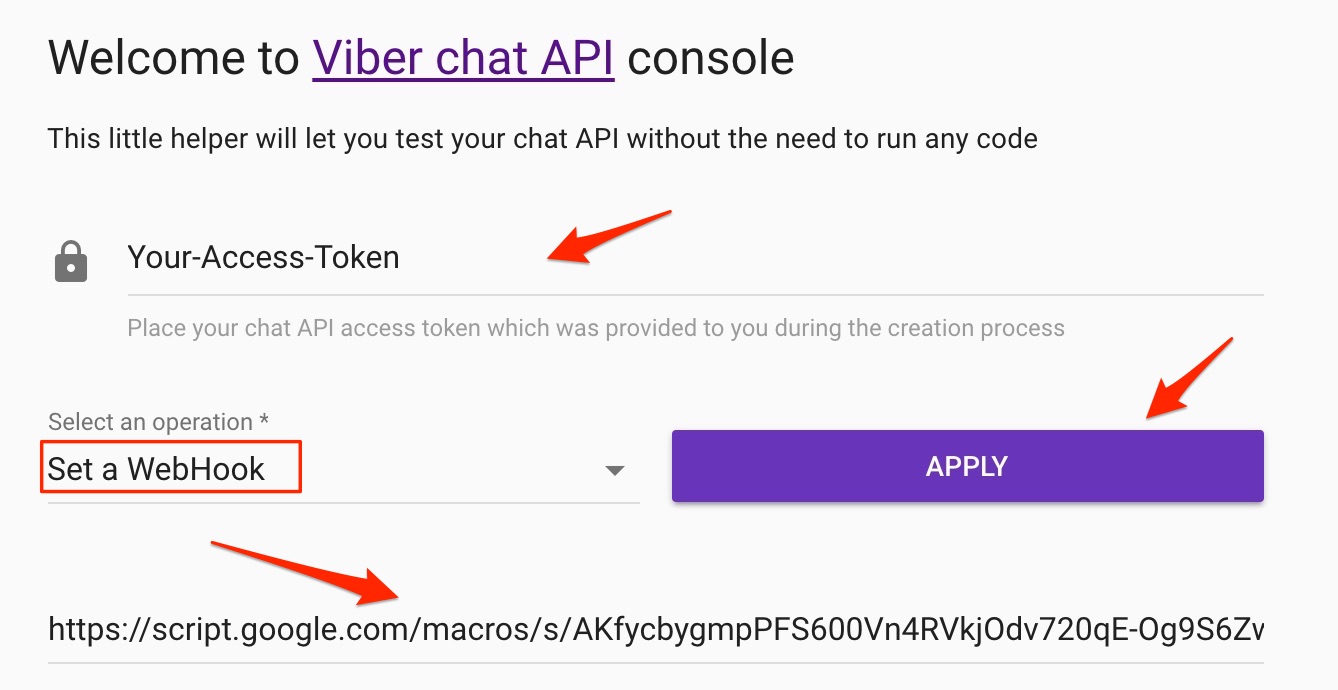 Welcome to Viber chat API console
This little helper will let you test your chat API without the need to run any code
Your-Access-Token
Place your chat API access token which was provided to you during the creation process
Select an operation *
Set a WebHook
APPLY
https://script.google.com/macros/s/AKfycbygmpPFS600Vn4RVkjOdv720qE-Og9S6Zv